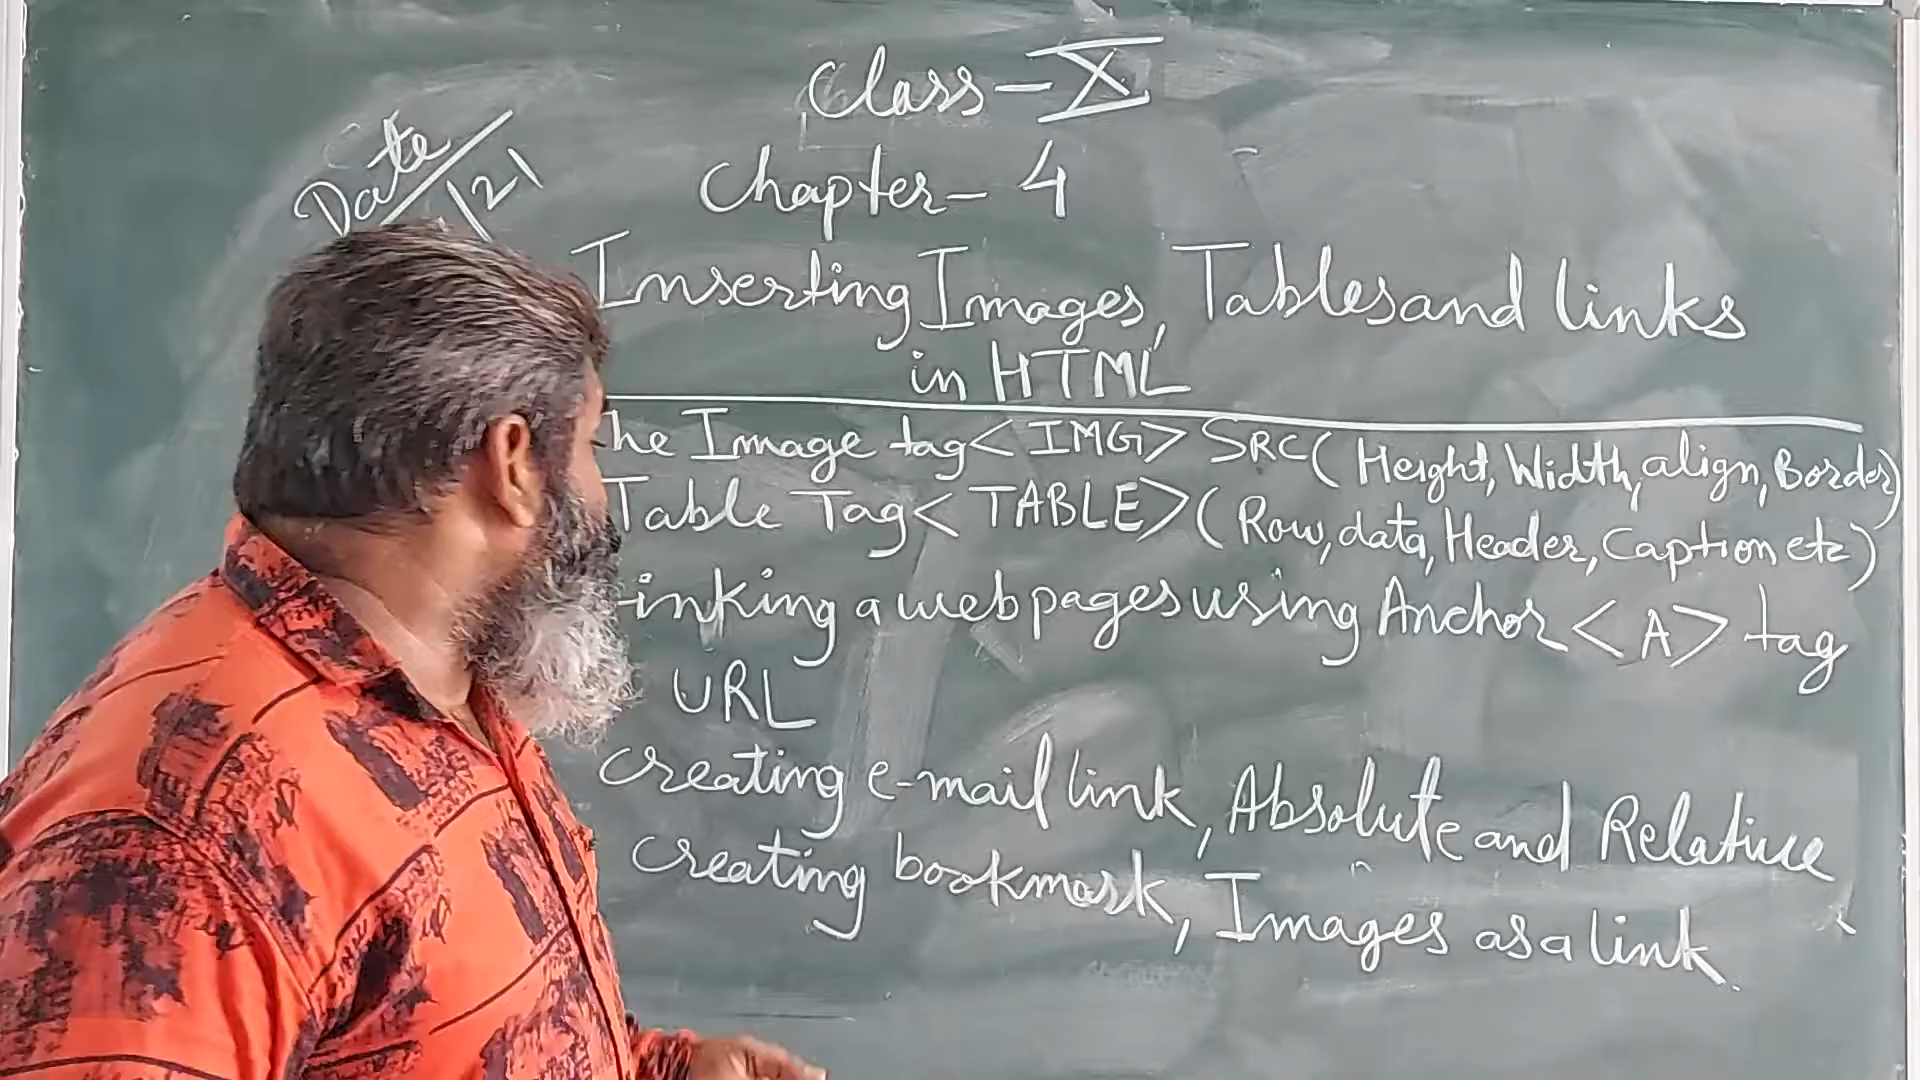 Class-X
Date
/21
Chapter-4
Inserting Images, Tables and links
in HTML
he Image tag <IMG> SRC (Height, Width, align, Border)
Table Tag <TABLE> (Row, data, Header, Caption etc)
inking a webpages using Anchor <A> tag
URL
creating e-mail link, Absolute and Relative
creating bookmark, Images as a link